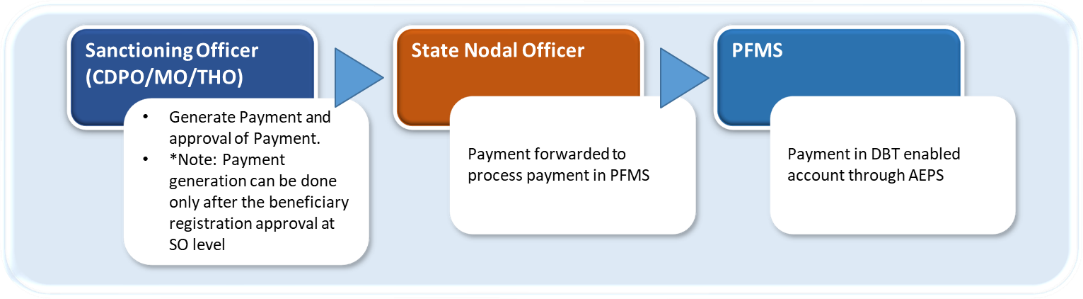 Sanctioning Officer
(CDPO/MO/THO)
• Generate Payment and
approval of Payment.
• *Note: Payment
generation can be done
only after the beneficiary
registration approval at
SO level
State Nodal Officer
Payment forwarded to
process payment in PFMS
PFMS
Payment in DBT enabled
account through AEPS